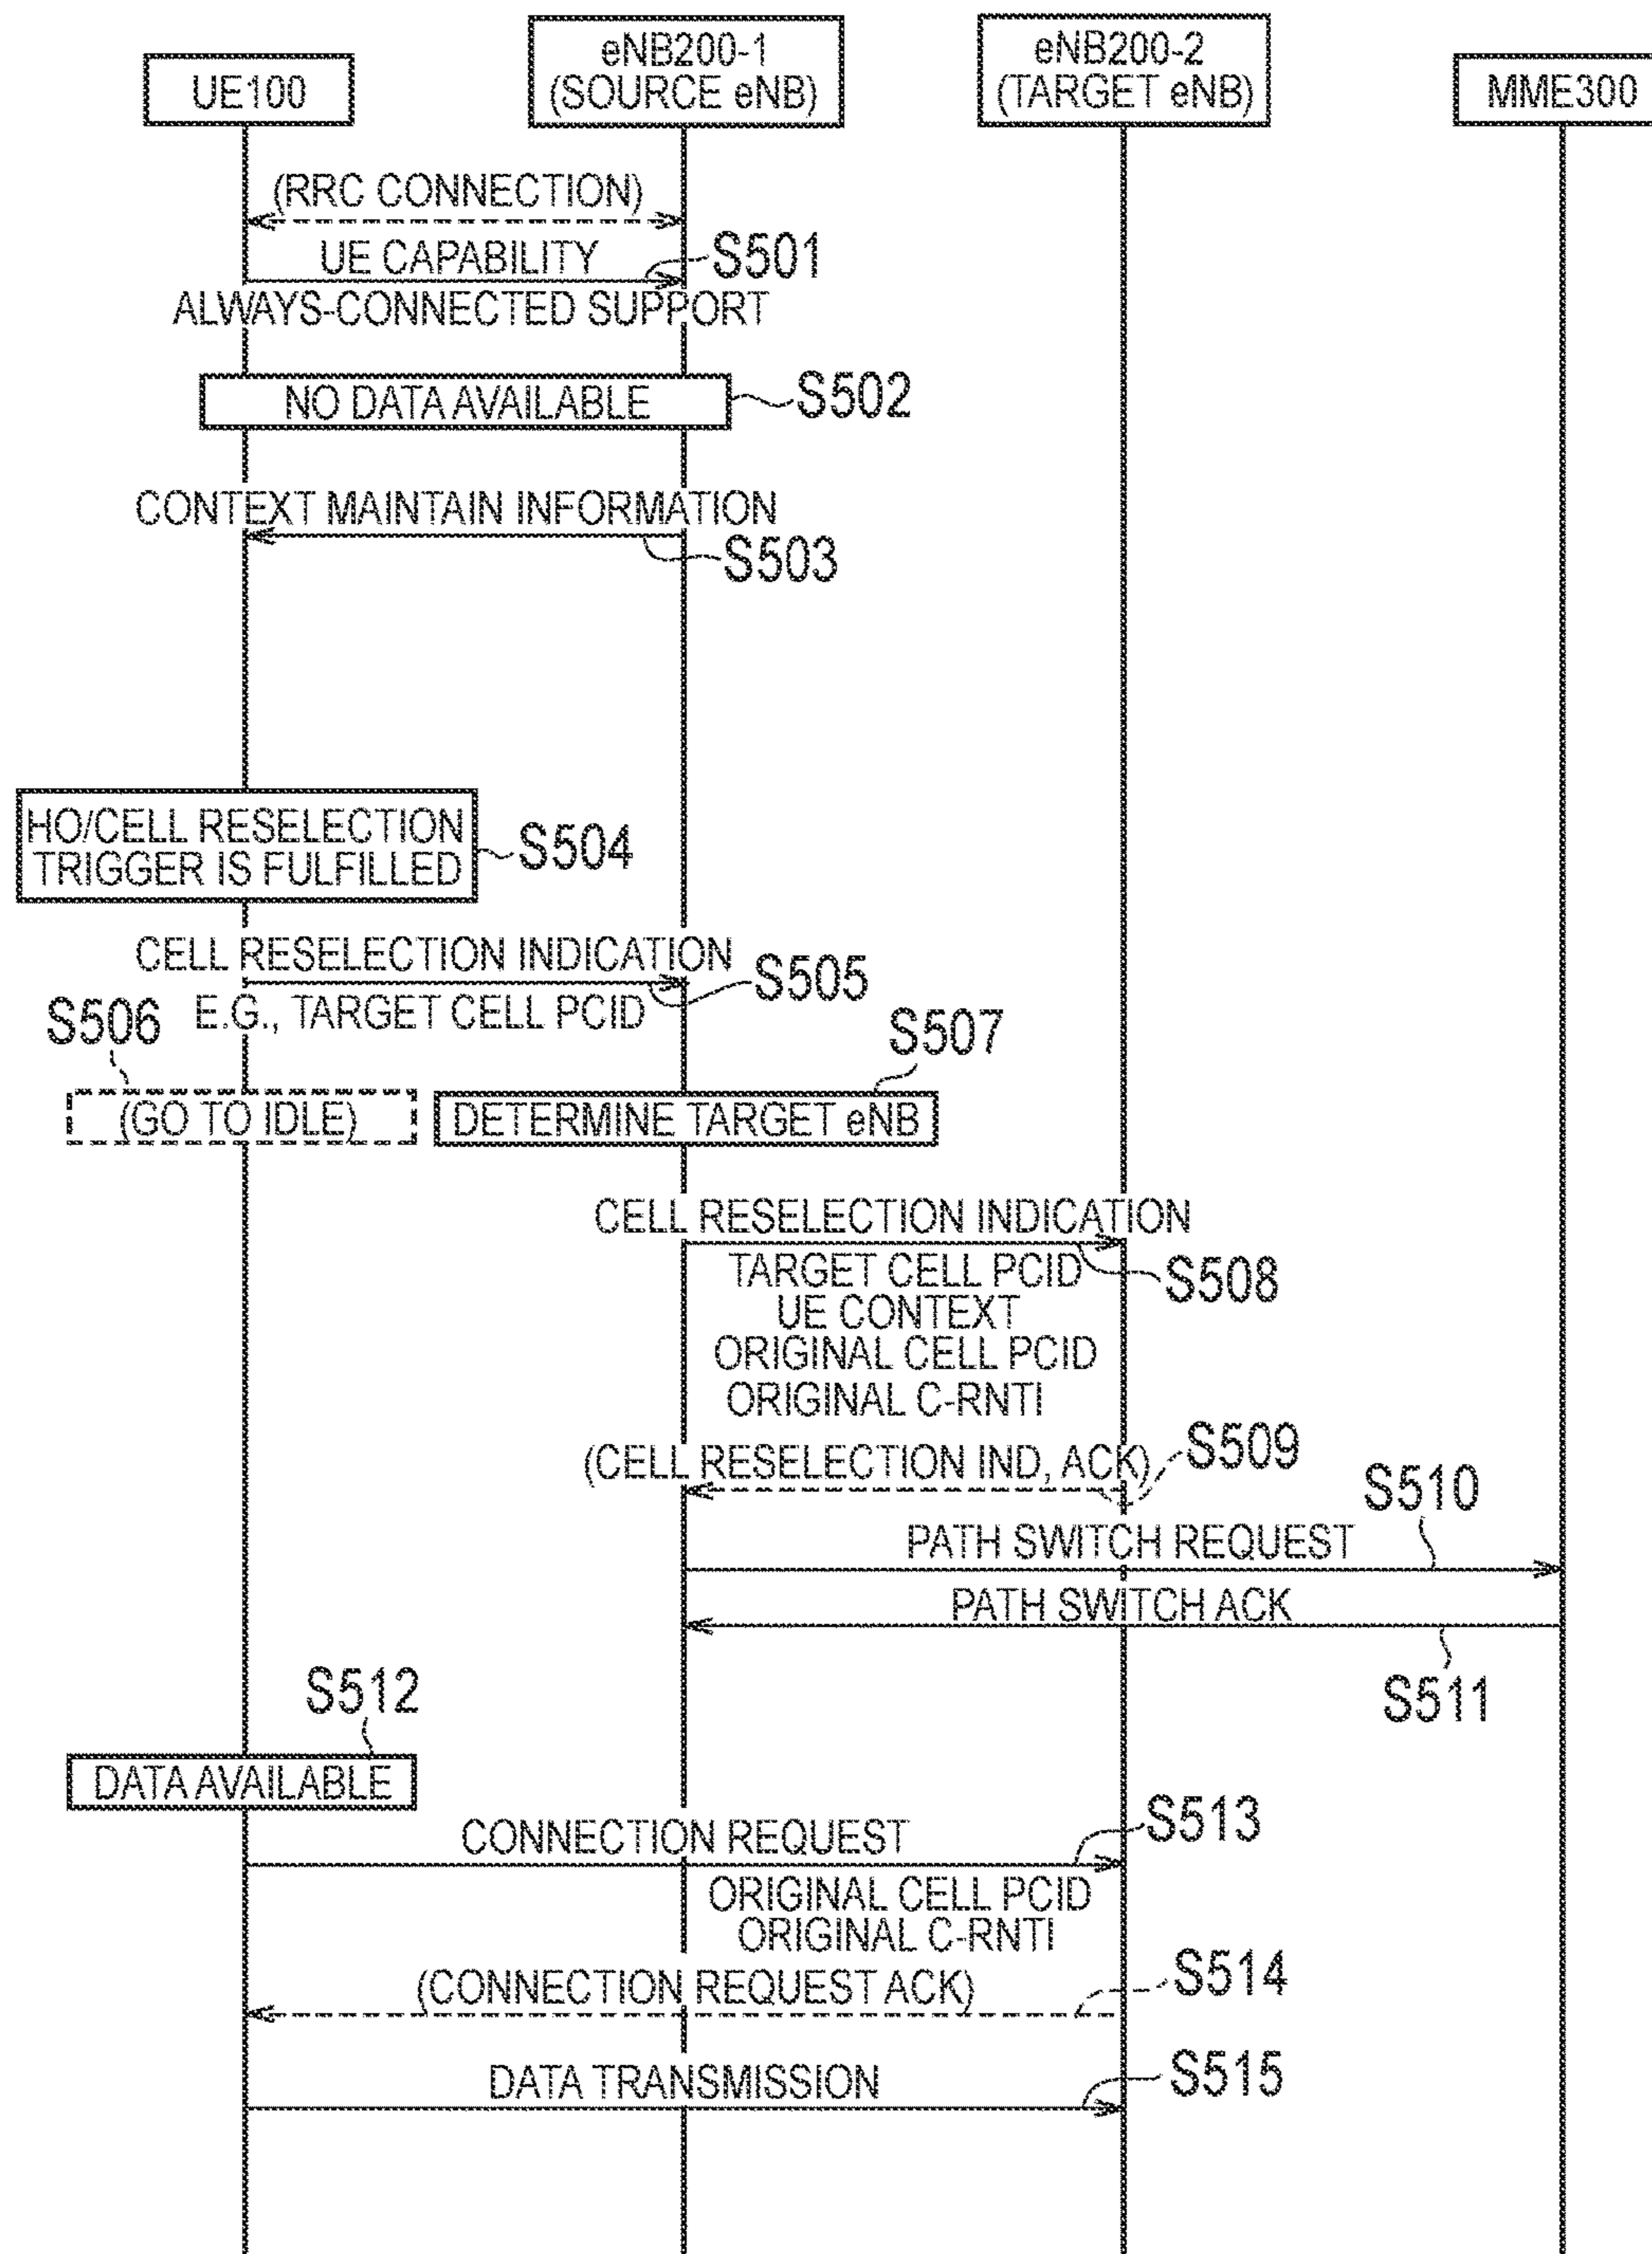 UE100
eNB200-1
(SOURCE eNB)
eNB200-2
(TARGET eNB)
MME300
(RRC CONNECTION)
UE CAPABILITY
S501
ALWAYS-CONNECTED SUPPORT
NO DATA AVAILABLE
S502
CONTEXT MAINTAIN INFORMATION
S503
HO/CELL RESELECTION
TRIGGER IS FULFILLED
S504
CELL RESELECTION INDICATION
S505
E.G., TARGET CELL PCID
S506
(GO TO IDLE)
S507
DETERMINE TARGET eNB
CELL RESELECTION INDICATION
S508
TARGET CELL PCID
UE CONTEXT
ORIGINAL CELL PCID
ORIGINAL C-RNTI
(CELL RESELECTION IND, ACK)
S509
S510
PATH SWITCH REQUEST
PATH SWITCH ACK
S511
S512
DATA AVAILABLE
CONNECTION REQUEST
S513
ORIGINAL CELL PCID
ORIGINAL C-RNTI
(CONNECTION REQUEST ACK)
S514
DATA TRANSMISSION
S515